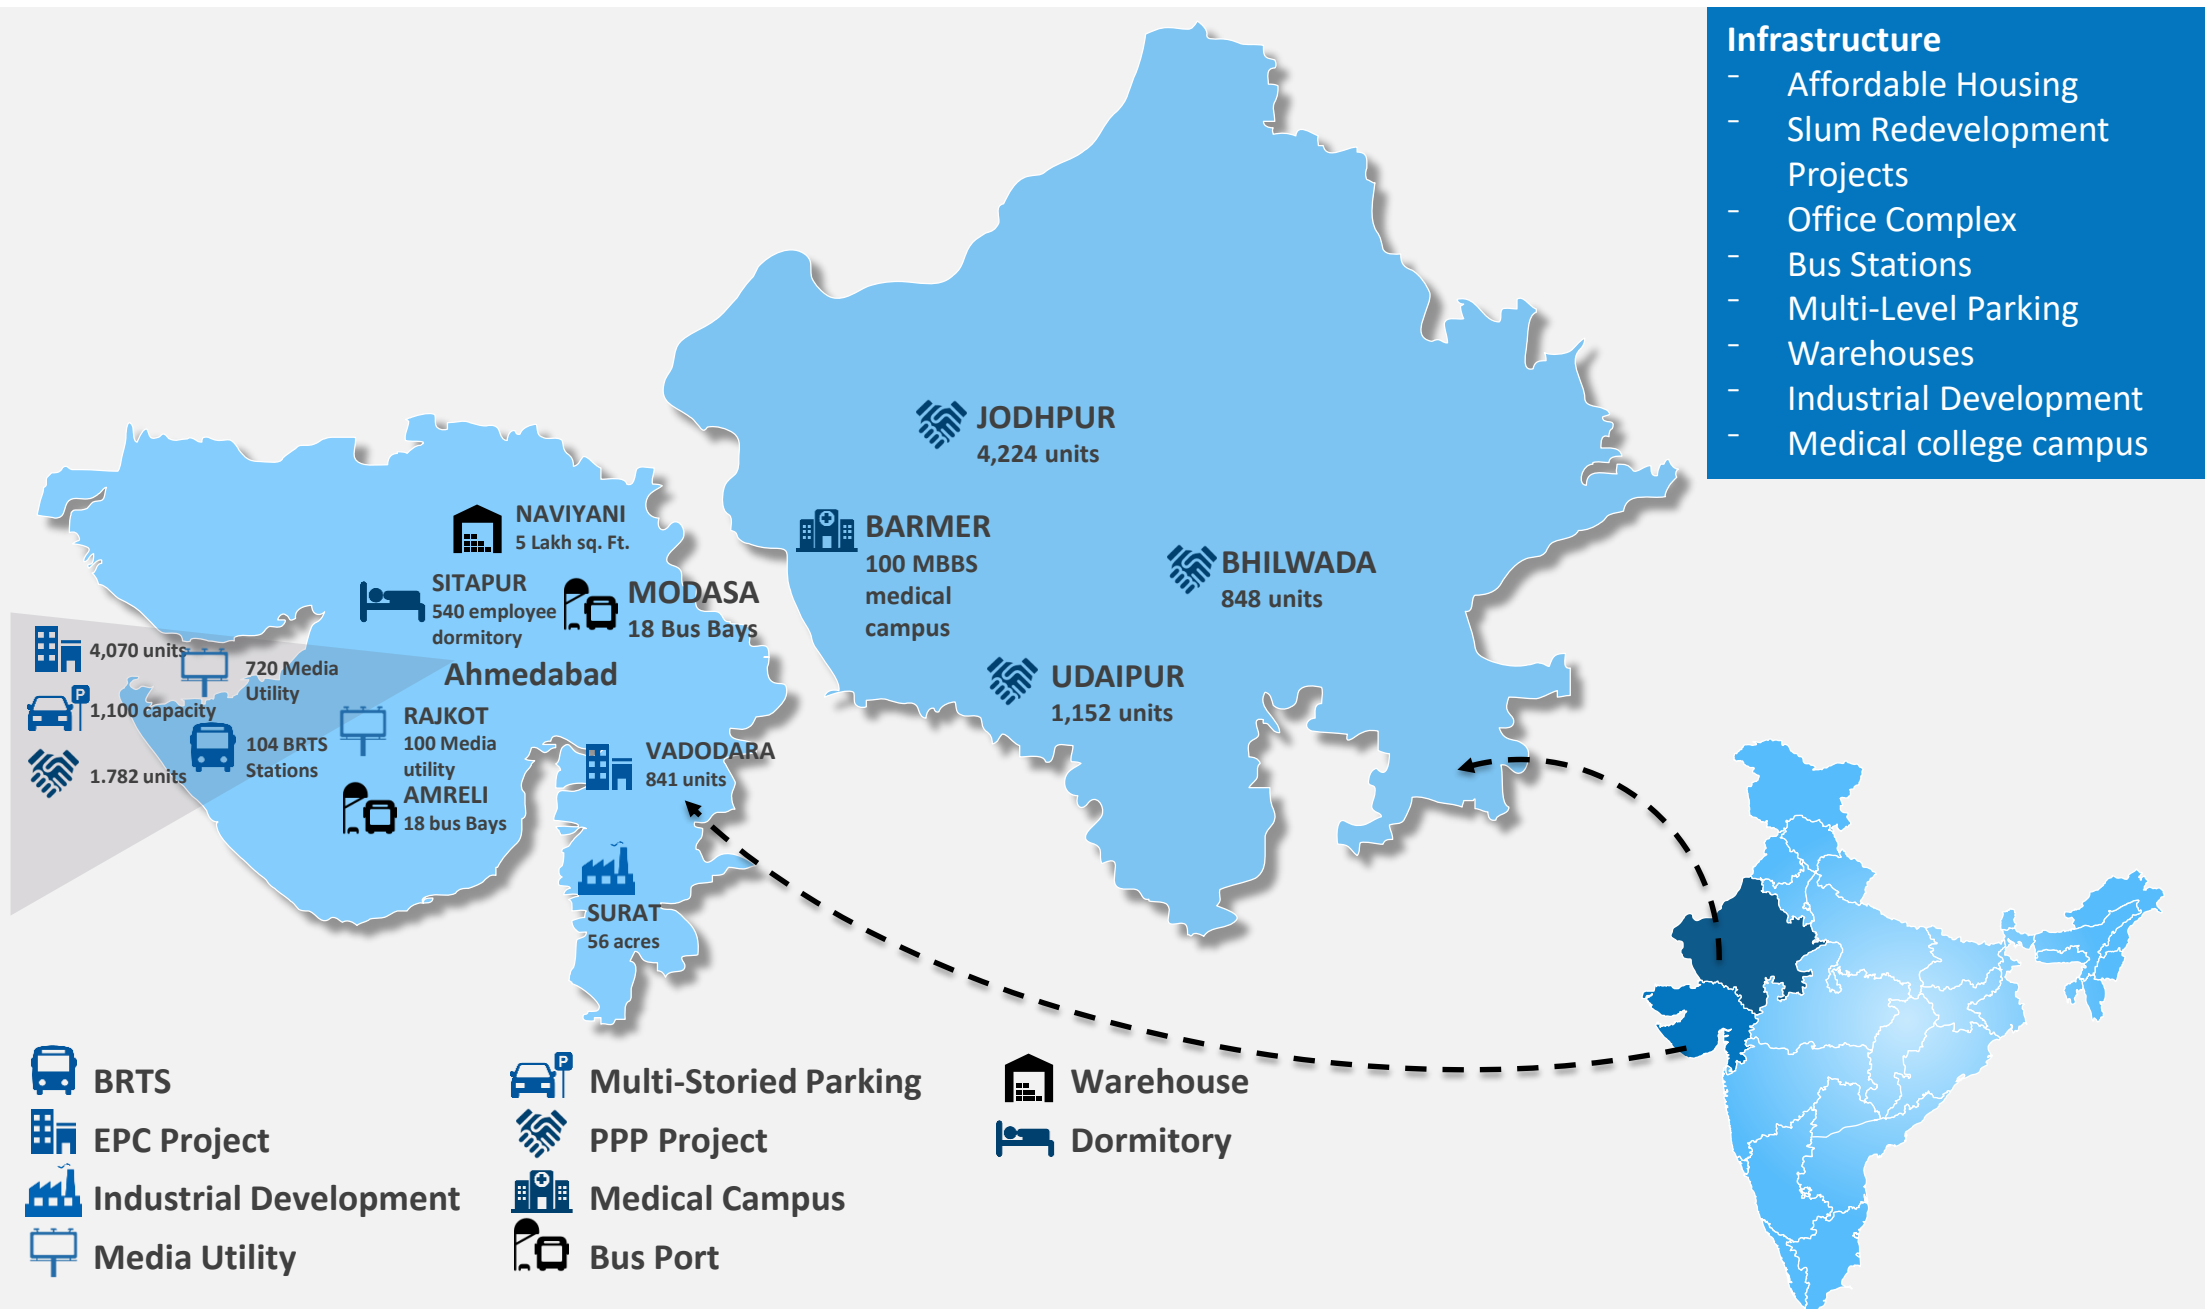 Infrastructure
- Affordable Housing
- Slum Redevelopment
Projects
- Office Complex
- Bus Stations
- Multi-Level Parking
- Warehouses
- Industrial Development
- Medical college campus
JODHPUR
4,224 units
BARMER
100 MBBS
medical
campus
BHILWADA
848 units
UDAIPUR
1,152 units
NAVIYANI
5 Lakh sq. Ft.
SITAPUR
540 employee
dormitory
MODASA
18 Bus Bays
Ahmedabad
4,070 units
720 Media
Utility
P
1,100 capacity
104 BRTS
Stations
1.782 units
RAJKOT
100 Media
utility
AMRELI
18 bus Bays
VADODARA
841 units
SURAT
56 acres
BRTS
EPC Project
Industrial Development
Media Utility
P
Multi-Storied Parking
PPP Project
Medical Campus
Bus Port
Warehouse
Dormitory